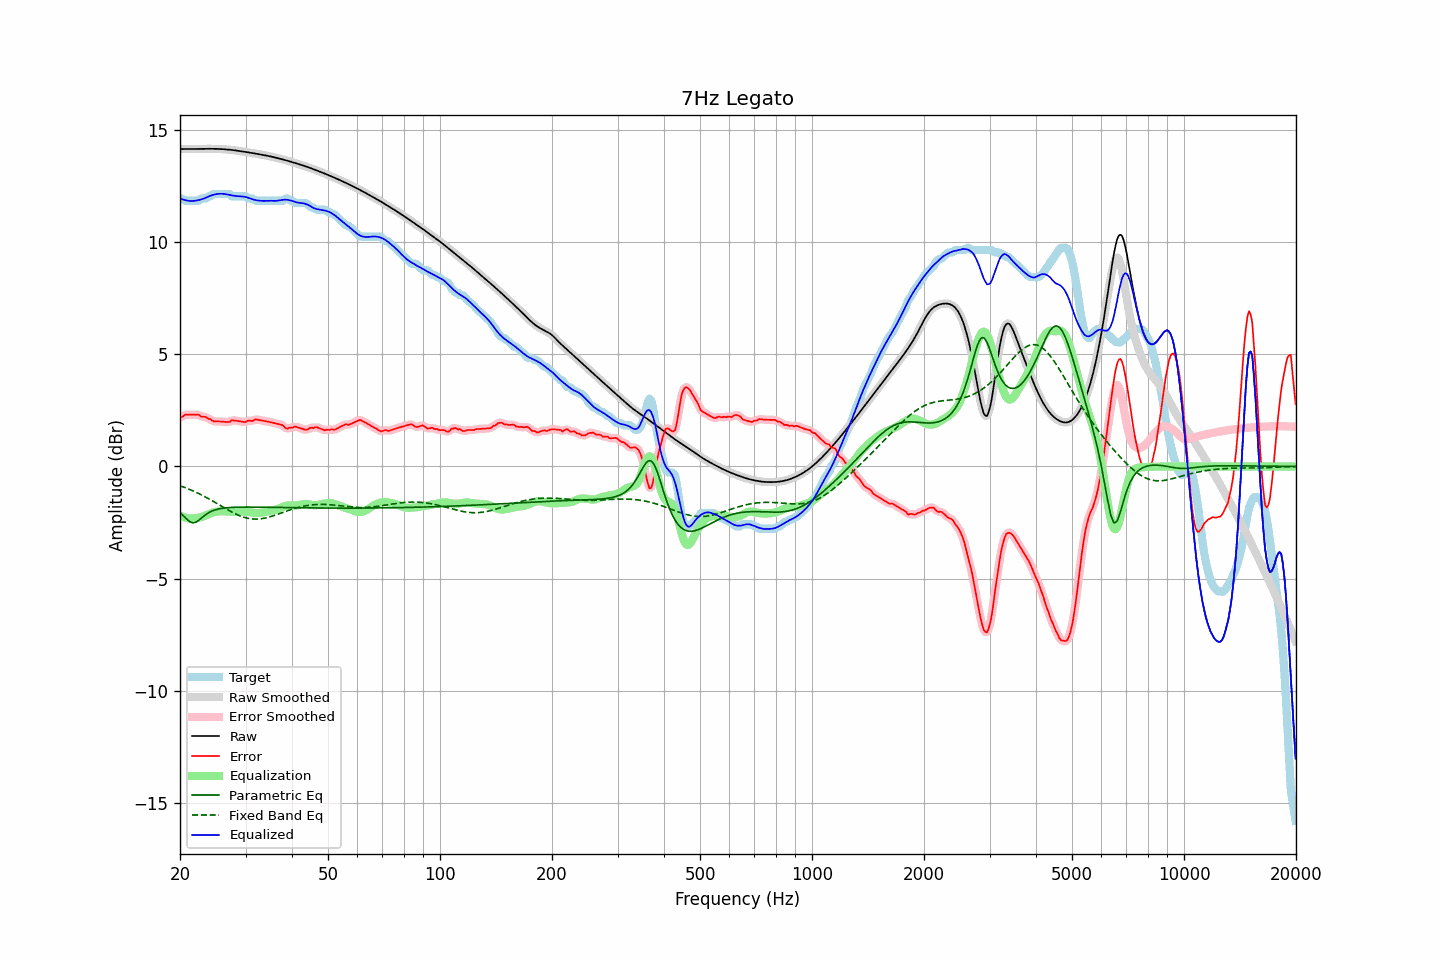 7Hz Legato
Amplitude (dBr)
15
10
5
0
−5
−10
−15
Target
Raw Smoothed
Error Smoothed
Raw
Error
Equalization
Parametric Eq
Fixed Band Eq
Equalized
20 50 100 200 500 1000 2000 5000 10000 20000
Frequency (Hz)